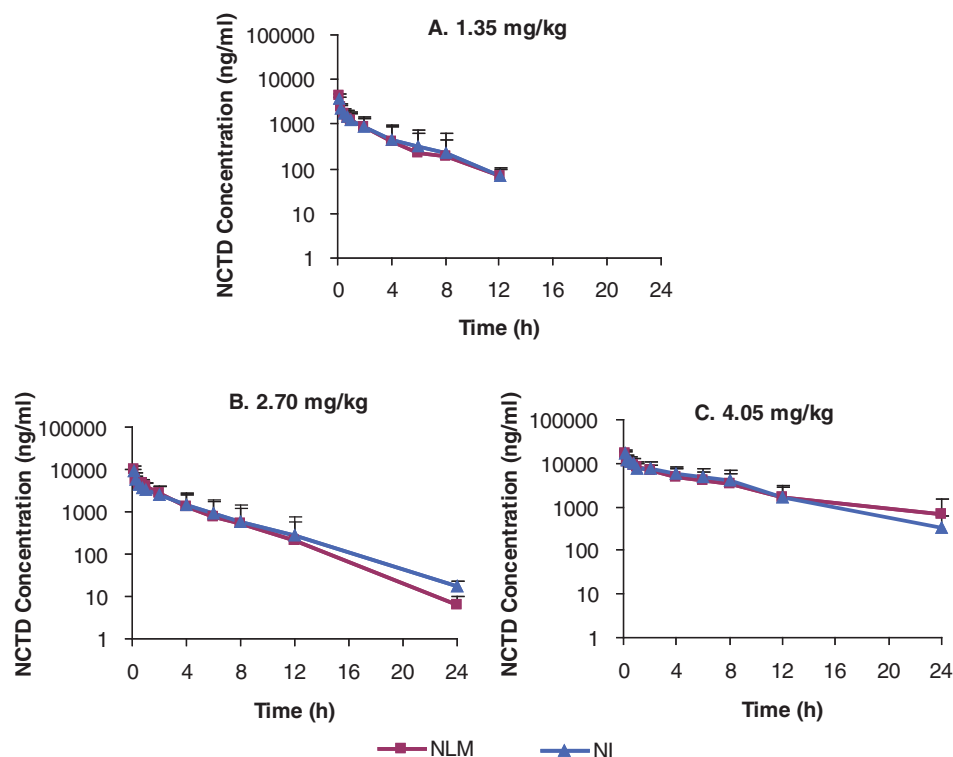 A. 1.35 mg/kg
NCTD Concentration (ng/ml)
100000
10000
1000
100
10
1
0 4 8 12 16 20 24
Time (h)
B. 2.70 mg/kg
NCTD Concentration (ng/ml)
100000
10000
1000
100
10
1
0 4 8 12 16 20 24
Time (h)
C. 4.05 mg/kg
NCTD Concentration (ng/ml)
100000
10000
1000
100
10
1
0 4 8 12 16 20 24
Time (h)
NLM NI